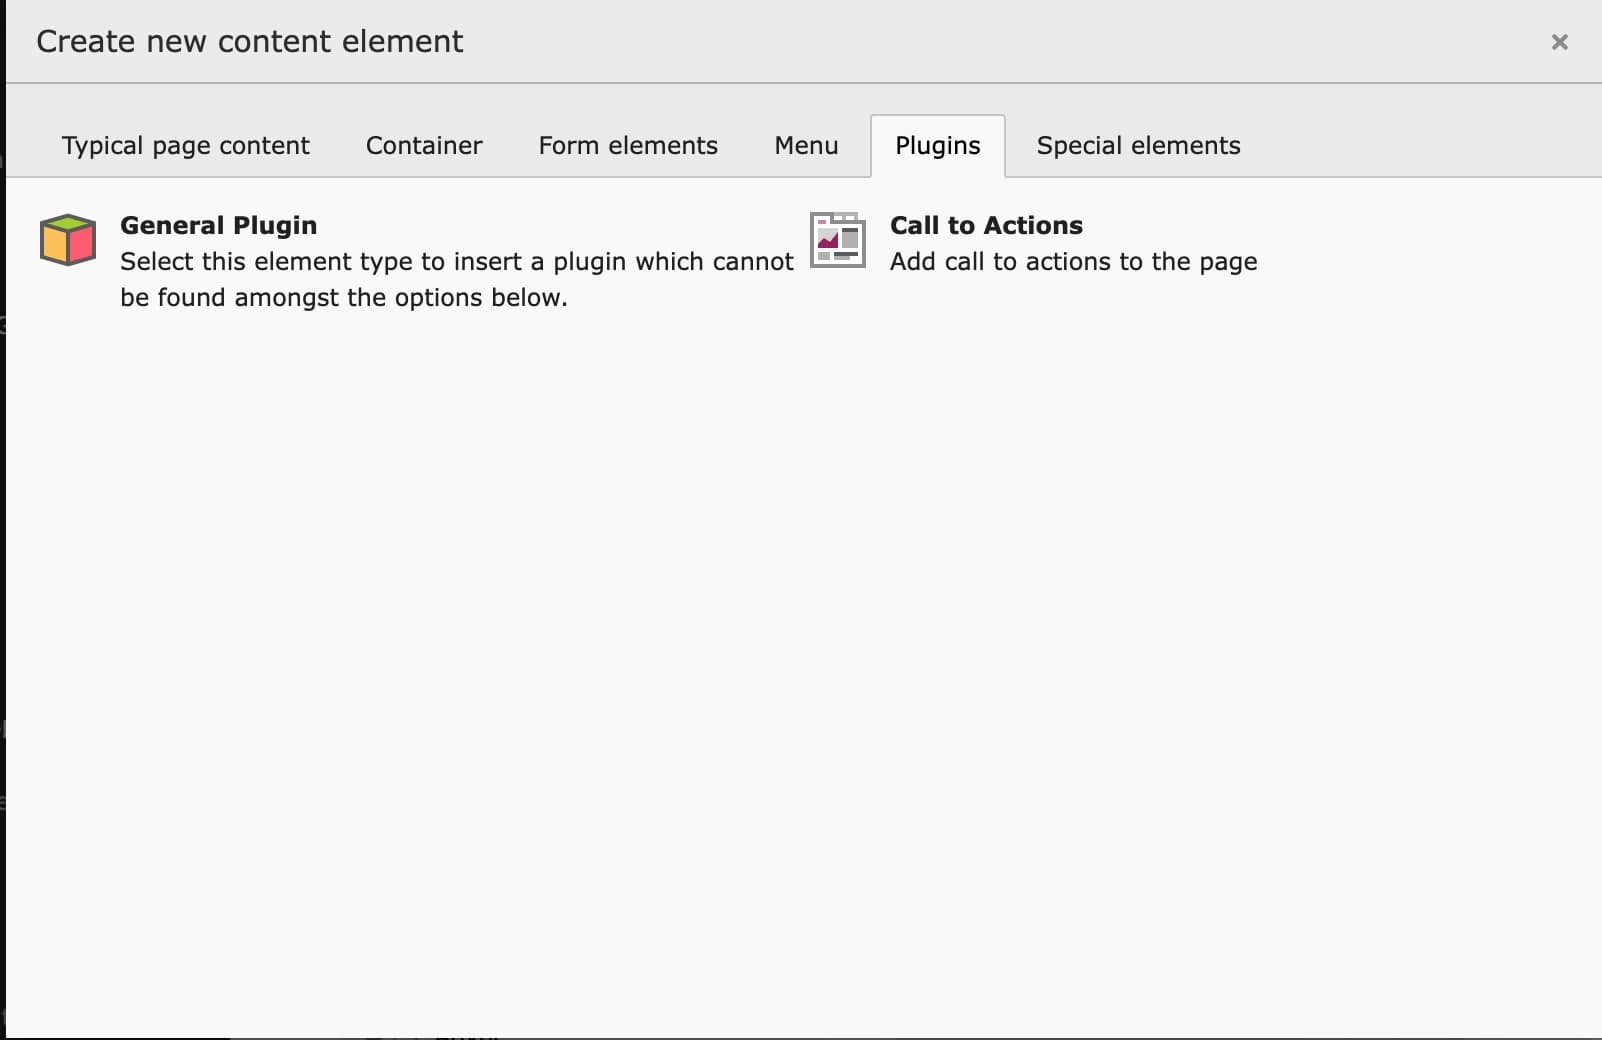 Create new content element
Typical page content
Container
Form elements
Menu
Plugins
Special elements
General Plugin
Select this element type to insert a plugin which cannot
be found amongst the options below.
Call to Actions
Add call to actions to the page